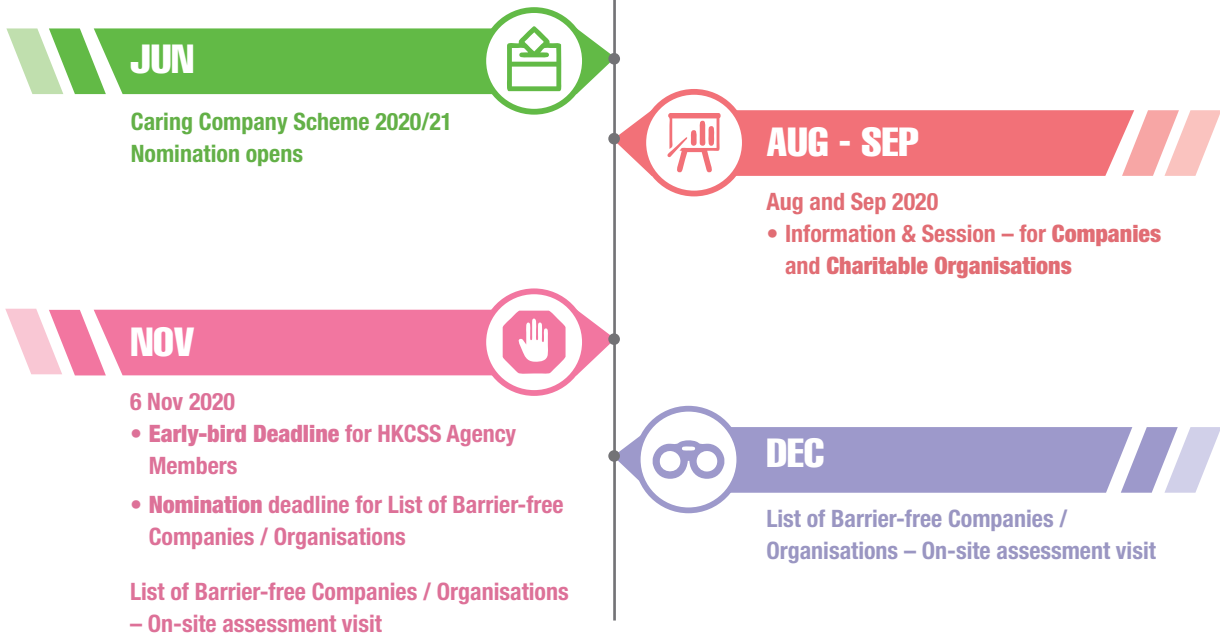 JUN
Caring Company Scheme 2020/21
Nomination opens
AUG - SEP
Aug and Sep 2020
• Information & Session – for Companies
and Charitable Organisations
NOV
6 Nov 2020
• Early-bird Deadline for HKCSS Agency
Members
• Nomination deadline for List of Barrier-free
Companies / Organisations
List of Barrier-free Companies / Organisations
– On-site assessment visit
DEC
List of Barrier-free Companies /
Organisations – On-site assessment visit